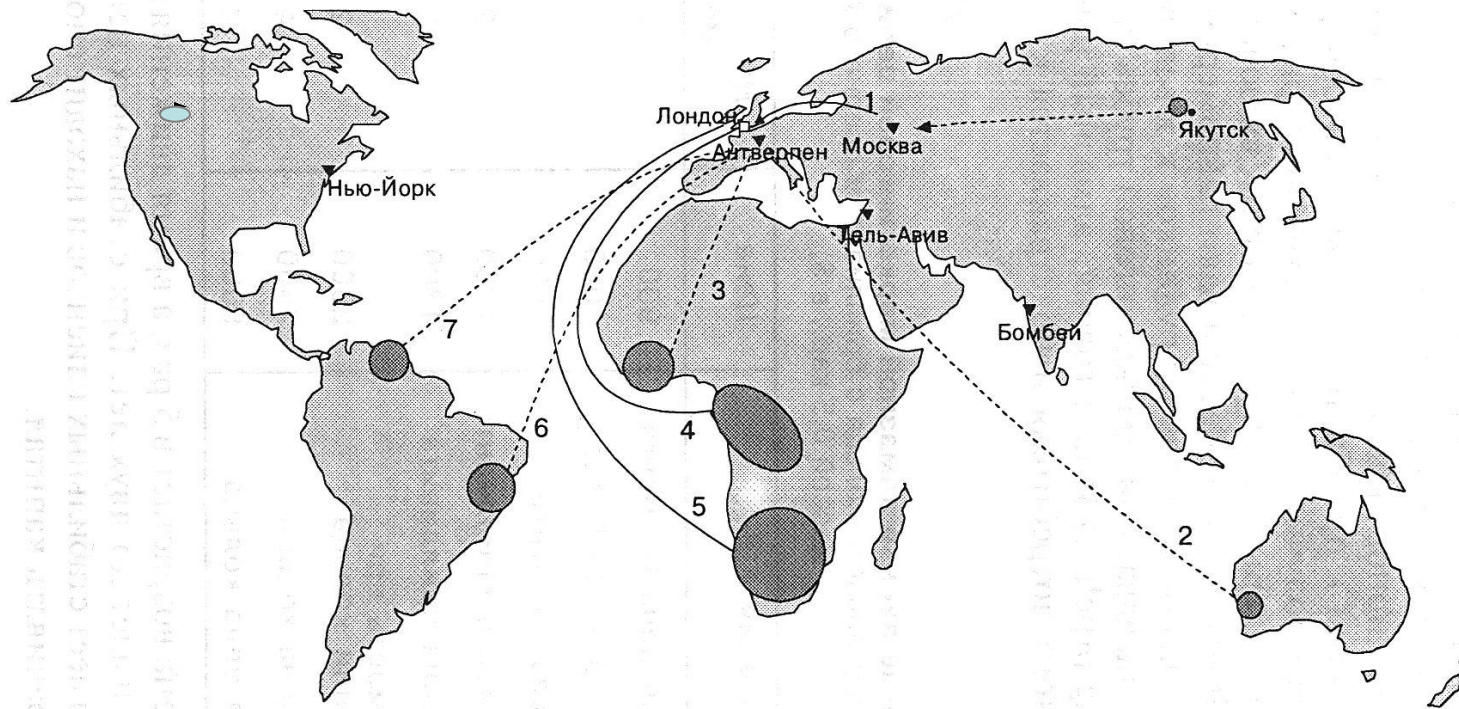 1
Лондон
Якутск
Антверпен
Москва
Нью-Йорк
Тель-Авив
3
7
Бомбей
6
4
5
2